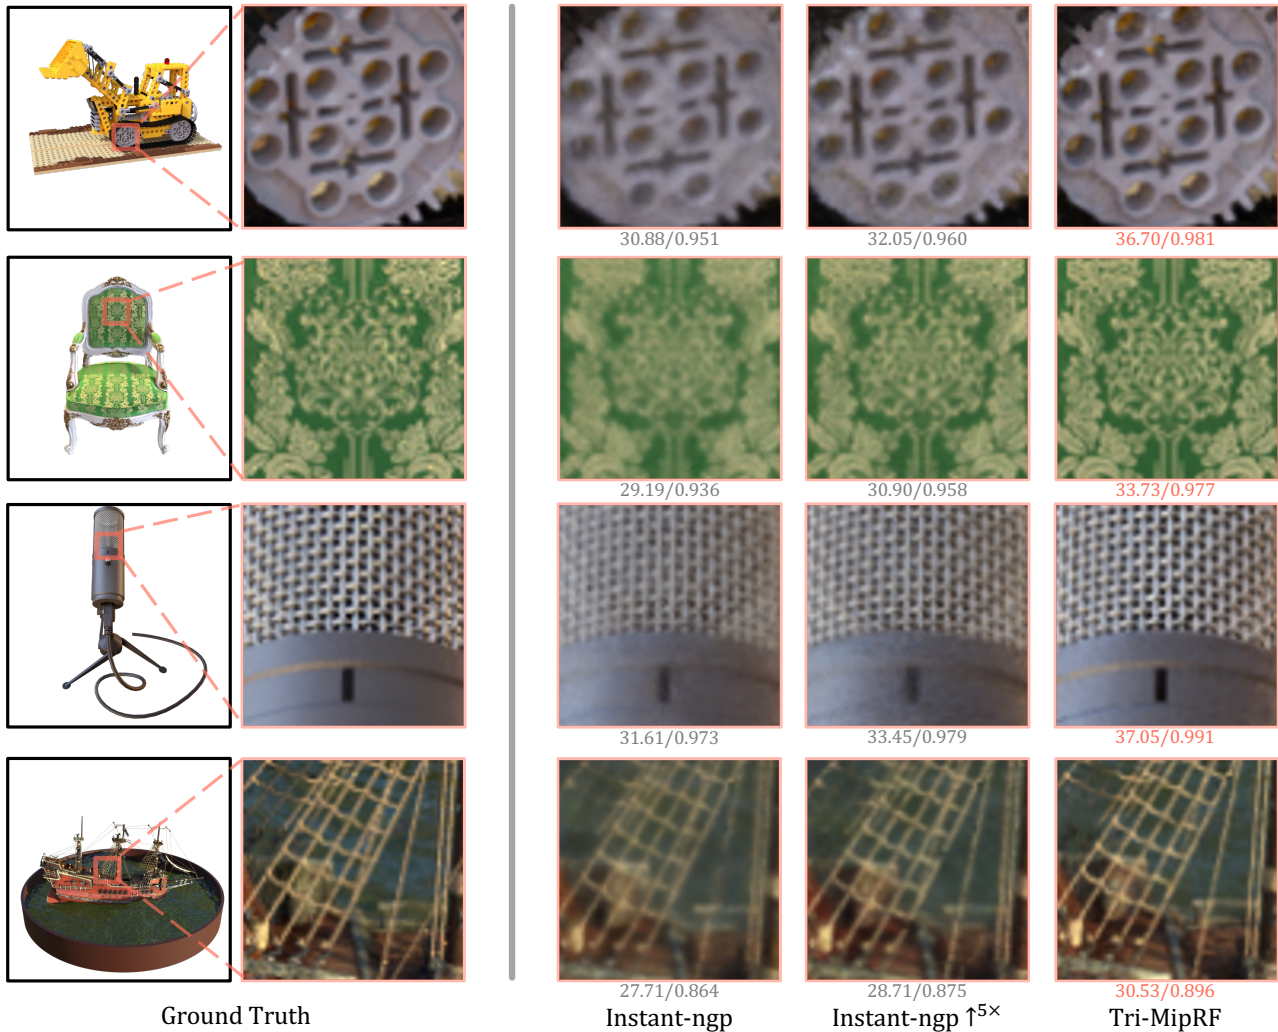 30.88/0.951 32.05/0.960 36.70/0.981
29.19/0.936 30.90/0.958 33.73/0.977
31.61/0.973 33.45/0.979 37.05/0.991
27.71/0.864 28.71/0.875 30.53/0.896
Ground Truth Instant-ngp Instant-ngp ↑⁵ˣ Tri-MipRF